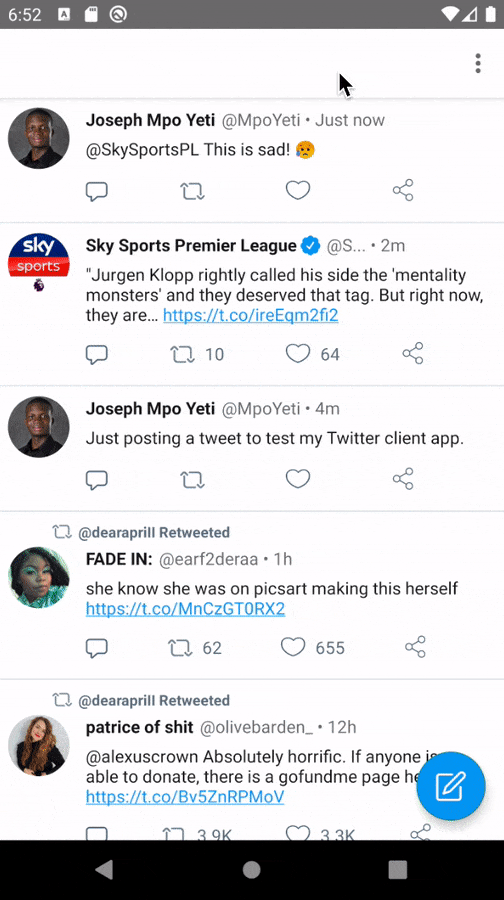 6:52
Joseph Mpo Yeti @MpoYeti • Just now
@SkySportsPL This is sad! 😥
sky
sports
Sky Sports Premier League @S... • 2m
"Jurgen Klopp rightly called his side the 'mentality
monsters' and they deserved that tag. But right now,
they are… https://t.co/ireEqm2fi2
10 64
Joseph Mpo Yeti @MpoYeti • 4m
Just posting a tweet to test my Twitter client app.
@dearaprill Retweeted
FADE IN: @earf2deraa • 1h
she know she was on picsart making this herself
https://t.co/MnCzGT0RX2
62 655
@dearaprill Retweeted
patrice of shit @olivebarden_ • 12h
@alexuscrown Absolutely horrific. If anyone is
able to donate, there is a gofundme page
https://t.co/Bv5ZnRPMoV
3.9K 3.3K